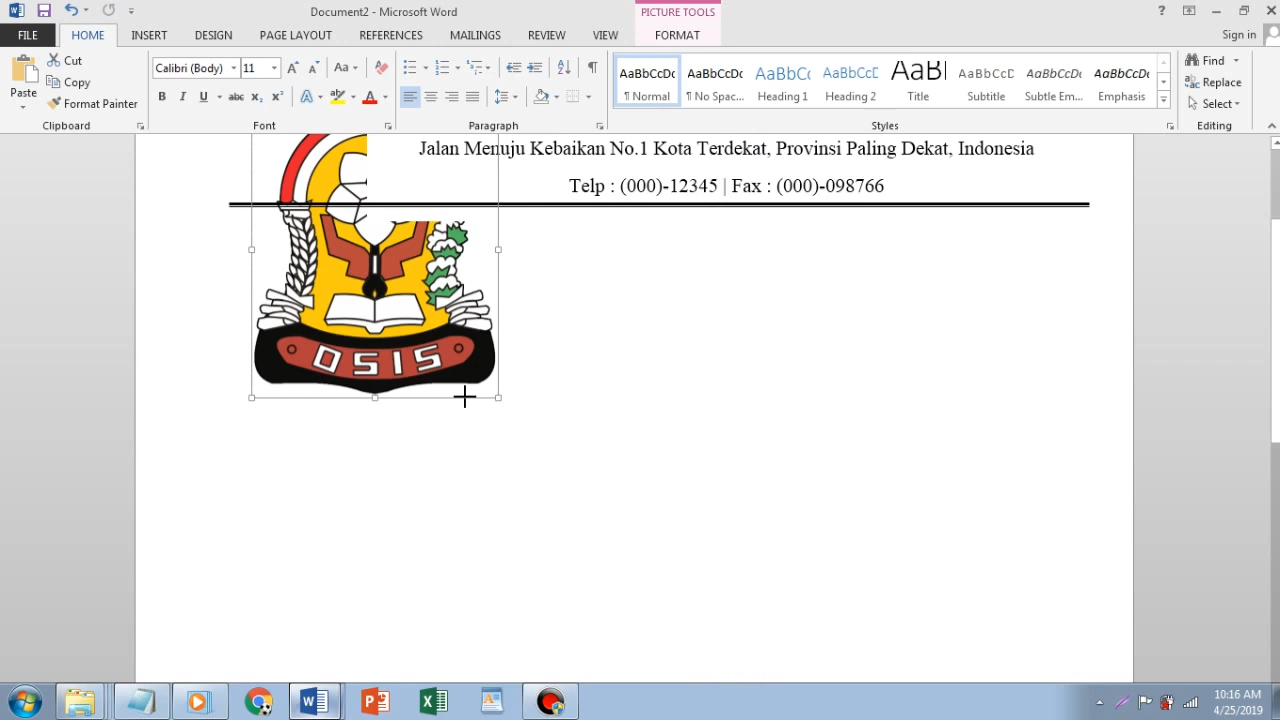 Document2 - Microsoft Word
PICTURE TOOLS
FILE
HOME
INSERT
DESIGN
PAGE LAYOUT
REFERENCES
MAILINGS
REVIEW
VIEW
FORMAT
Sign in
Paste
Cut
Copy
Format Painter
Clipboard
Calibri (Body)
11
Font
Paragraph
AaBbCcDc
¶ Normal
AaBbCcDc
¶ No Spac...
AaBbCc
Heading 1
AaBbCcD
Heading 2
AaBl
Title
AaBbCcD
Subtitle
AaBbCcDc
Subtle Em...
AaBbCcDc
Emphasis
Styles
Find
Replace
Select
Editing
Jalan Menuju Kebaikan No.1 Kota Terdekat, Provinsi Paling Dekat, Indonesia
Telp : (000)-12345 | Fax : (000)-098766
OSIS
10:16 AM
4/25/2019